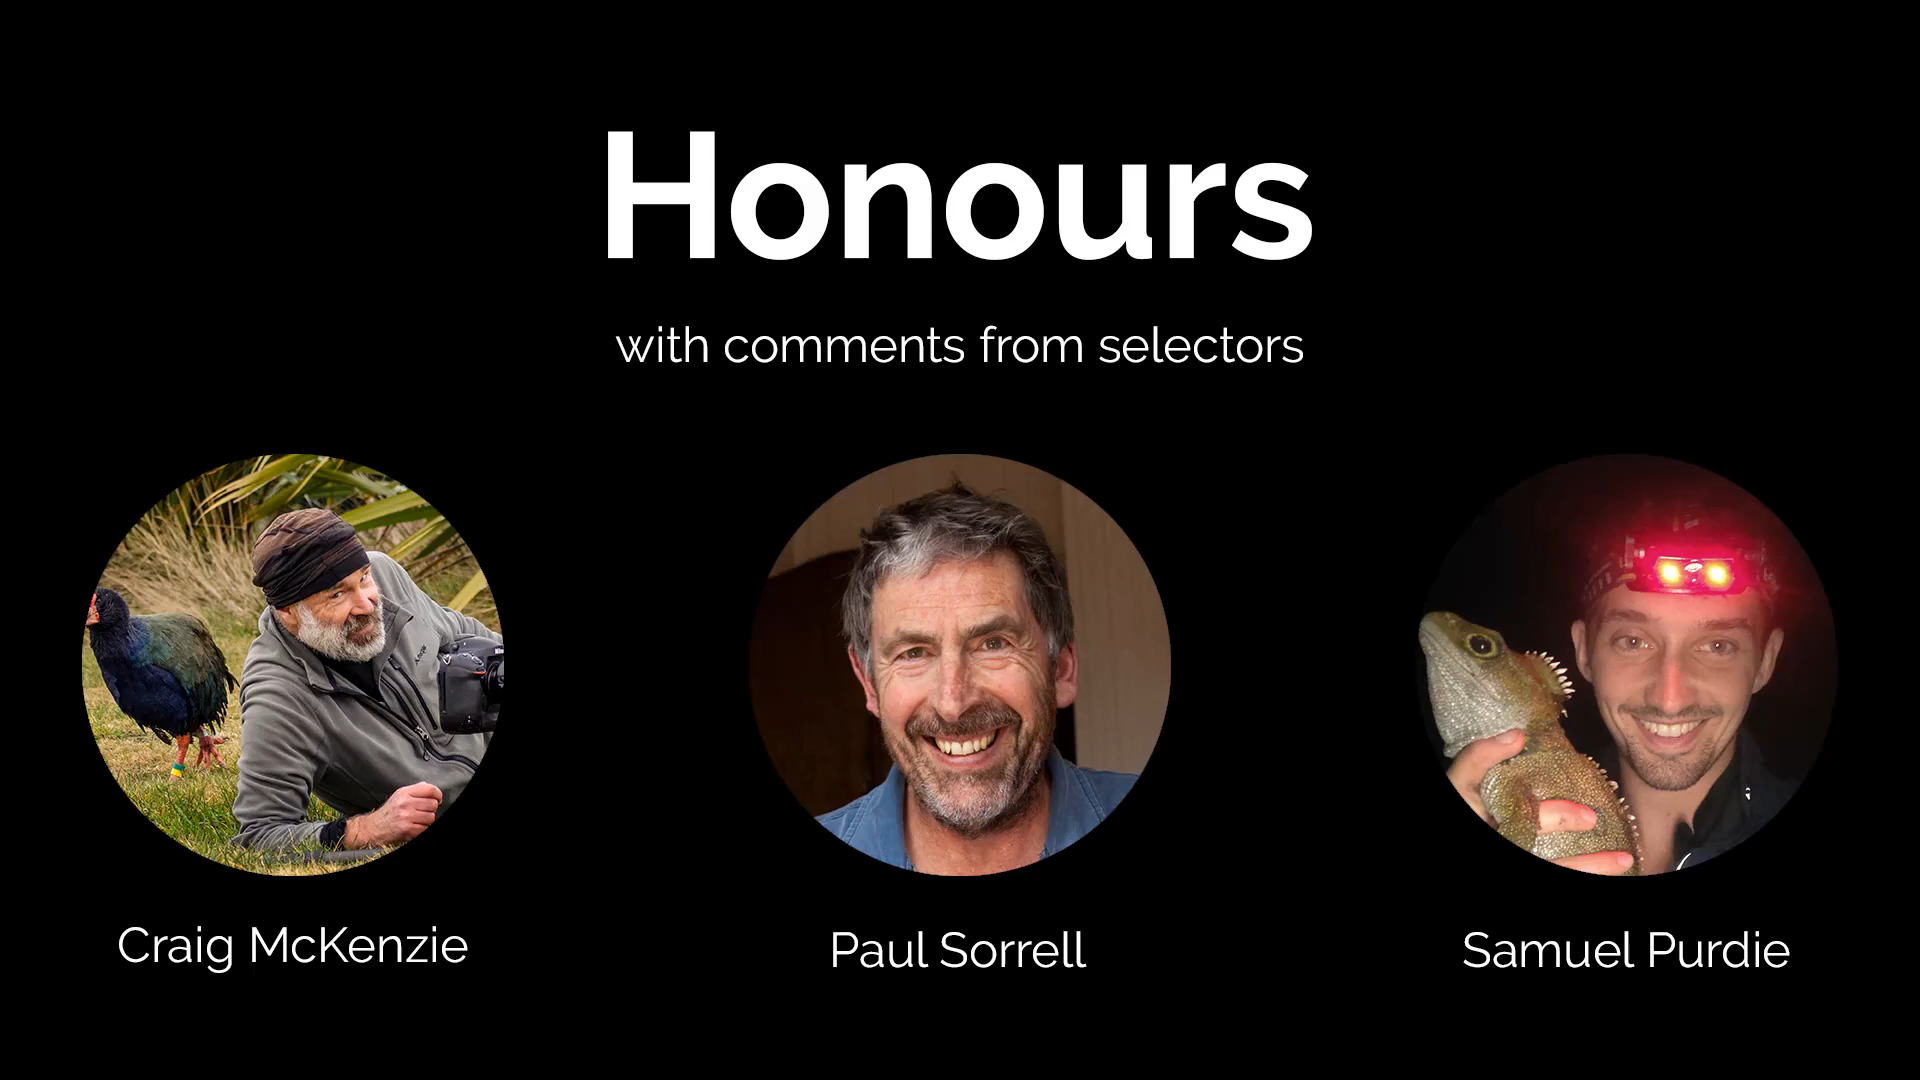 Honours
with comments from selectors
Craig McKenzie
Paul Sorrell
Samuel Purdie